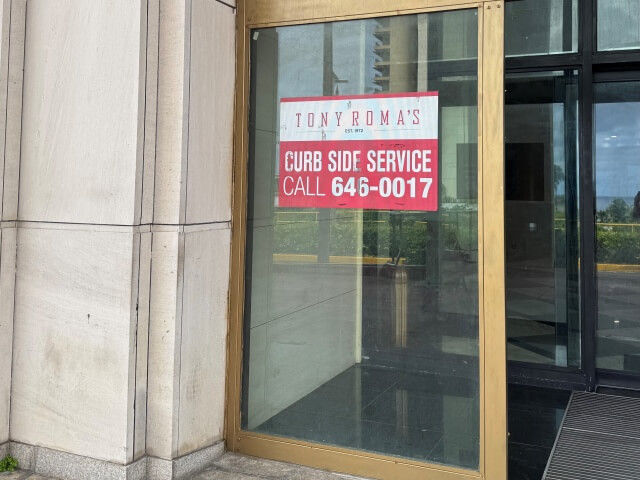 TONY ROMA'S
EST. 1972
CURB SIDE SERVICE
CALL 646-0017